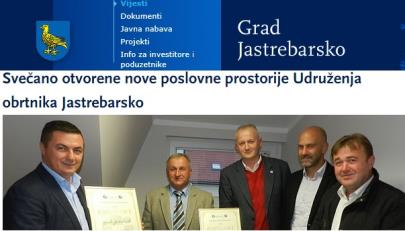 Vijesti
Dokumenti
Javna nabava
Projekti
Info za investitore i
poduzetnike
Grad
Jastrebarsko
Svečano otvorene nove poslovne prostorije Udruženja
obrtnika Jastrebarsko